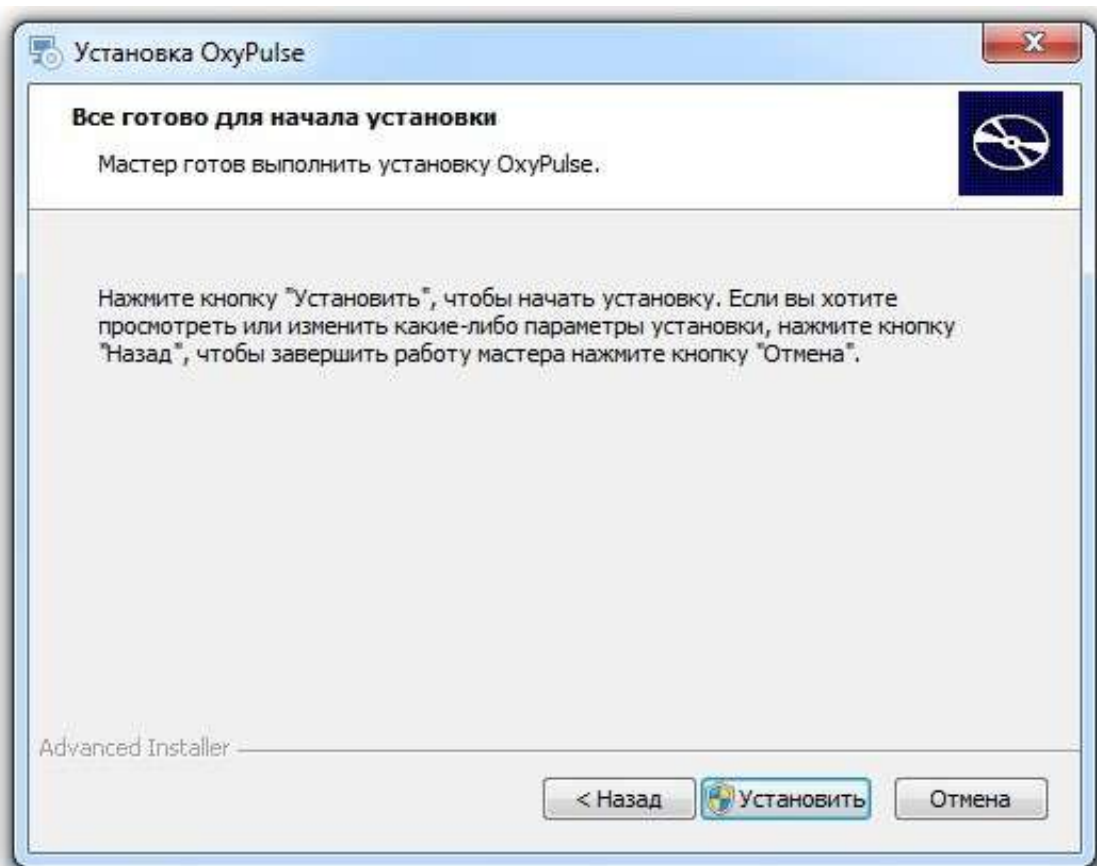 Установка OxyPulse
Все готово для начала установки
Мастер готов выполнить установку OxyPulse.
Нажмите кнопку "Установить", чтобы начать установку. Если вы хотите
просмотреть или изменить какие-либо параметры установки, нажмите кнопку
"Назад", чтобы завершить работу мастера нажмите кнопку "Отмена".
Advanced Installer
< Назад
Установить
Отмена